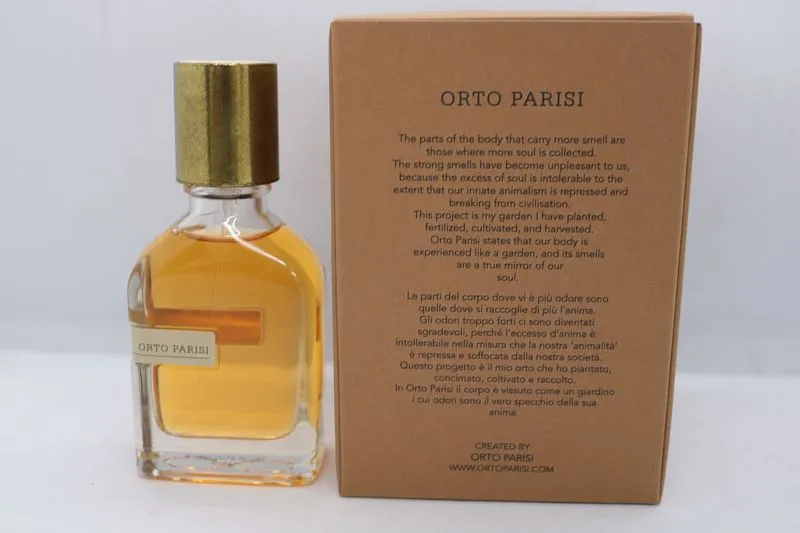 ORTO PARISI
ORTO PARISI
The parts of the body that carry more smell are
those where more soul is collected.
The strong smells have become unpleasant to us,
because the excess of soul is intolerable to the
extent that our innate animalism is repressed and
breaking from civilisation.
This project is my garden I have planted,
fertilized, cultivated, and harvested.
Orto Parisi states that our body is
experienced like a garden, and its smells
are a true mirror of our
soul.
Le parti del corpo dove vi è più odore sono
quelle dove si raccoglie di più l'anima.
Gli odori troppo forti ci sono diventati
sgradevoli, perché l'eccesso d'anima è
intollerabile nella misura che la nostra 'animalità'
è repressa e soffocata dalla nostra società.
Questo progetto è il mio orto che ho piantato,
concimato, coltivato e raccolto.
In Orto Parisi il corpo è vissuto come un giardino
i cui odori sono il vero specchio della sua
anima.
CREATED BY
ORTO PARISI
WWW.ORTOPARISI.COM